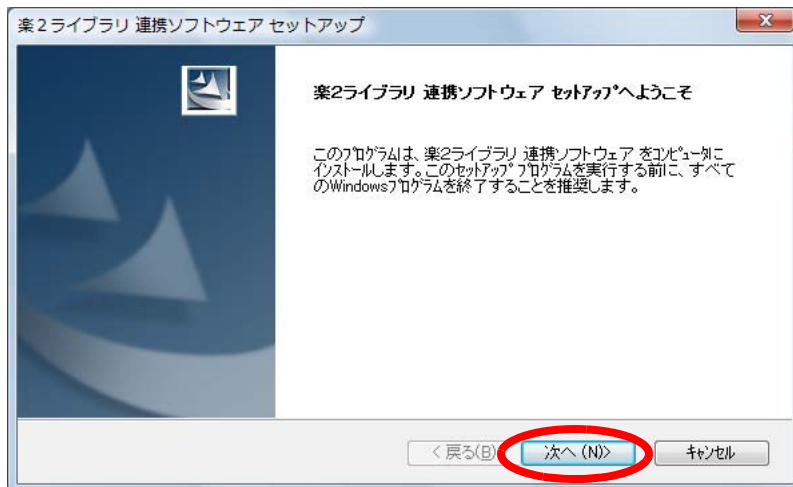 楽2ライブラリ 連携ソフトウェア セットアップ
楽2ライブラリ 連携ソフトウェア ｾｯﾄｱｯﾌﾟへようこそ
このﾌﾟﾛｸﾞﾗﾑは、楽2ライブラリ 連携ソフトウェア をｺﾝﾋﾟｭｰﾀに
ｲﾝｽﾄｰﾙします。このｾｯﾄｱｯﾌﾟ ﾌﾟﾛｸﾞﾗﾑを実行する前に、すべて
のWindowsﾌﾟﾛｸﾞﾗﾑを終了することを推奨します。
< 戻る(B) 次へ (N)> ｷｬﾝｾﾙ